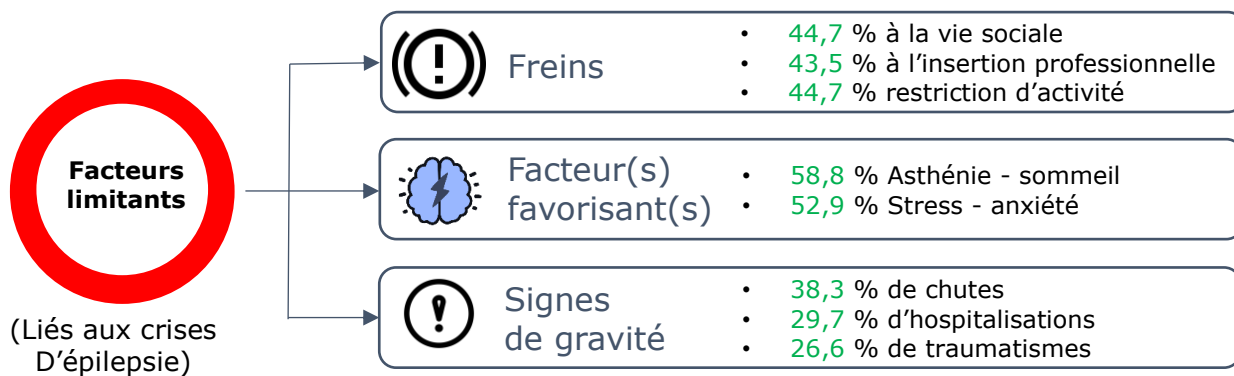 Facteurs
limitants
(Liés aux crises
D’épilepsie)
Freins
• 44,7 % à la vie sociale
• 43,5 % à l’insertion professionnelle
• 44,7 % restriction d’activité
Facteur(s)
favorisant(s)
• 58,8 % Asthénie - sommeil
• 52,9 % Stress - anxiété
Signes
de gravité
• 38,3 % de chutes
• 29,7 % d’hospitalisations
• 26,6 % de traumatismes